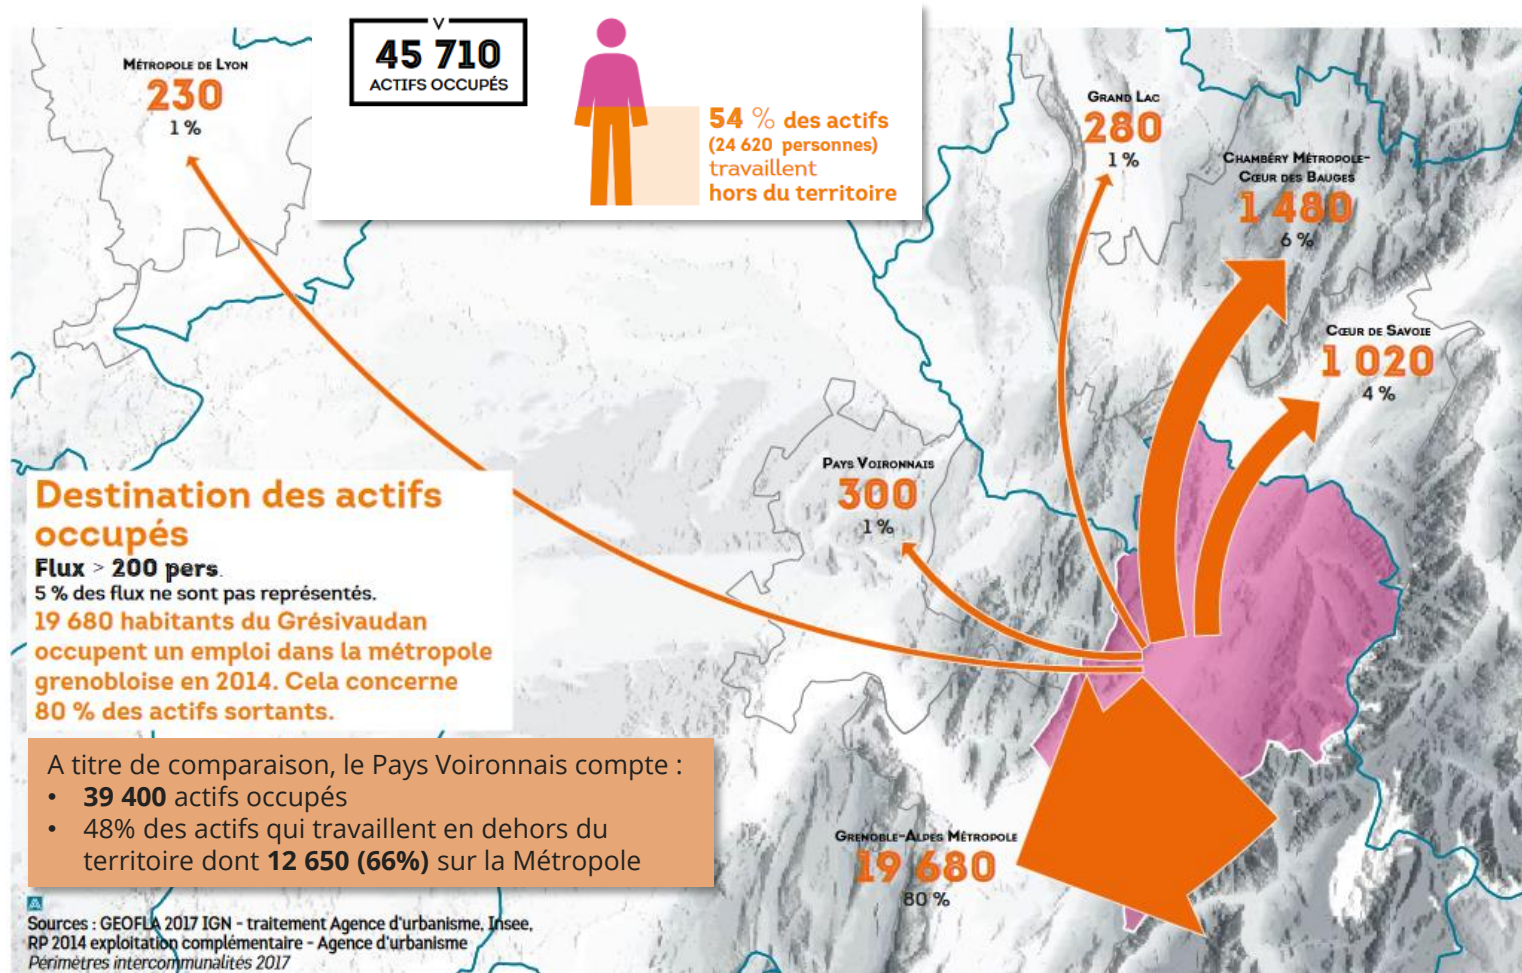 45 710
ACTIFS OCCUPÉS
54 % des actifs
(24 620 personnes)
travaillent
hors du territoire
MÉTROPOLE DE LYON
230
1 %
GRAND LAC
280
1 %
CHAMBÉRY MÉTROPOLE-
CŒUR DES BAUGES
1 480
6 %
CŒUR DE SAVOIE
1 020
4 %
PAYS VOIRONNAIS
300
1 %
Destination des actifs
occupés
Flux > 200 pers.
5 % des flux ne sont pas représentés.
19 680 habitants du Grésivaudan
occupent un emploi dans la métropole
grenobloise en 2014. Cela concerne
80 % des actifs sortants.
A titre de comparaison, le Pays Voironnais compte :
• 39 400 actifs occupés
• 48% des actifs qui travaillent en dehors du
territoire dont 12 650 (66%) sur la Métropole
GRENOBLE-ALPES MÉTROPOLE
19 680
80 %
Sources : GEOFLA 2017 IGN - traitement Agence d'urbanisme, Insee,
RP 2014 exploitation complémentaire - Agence d'urbanisme
Périmètres intercommunalités 2017